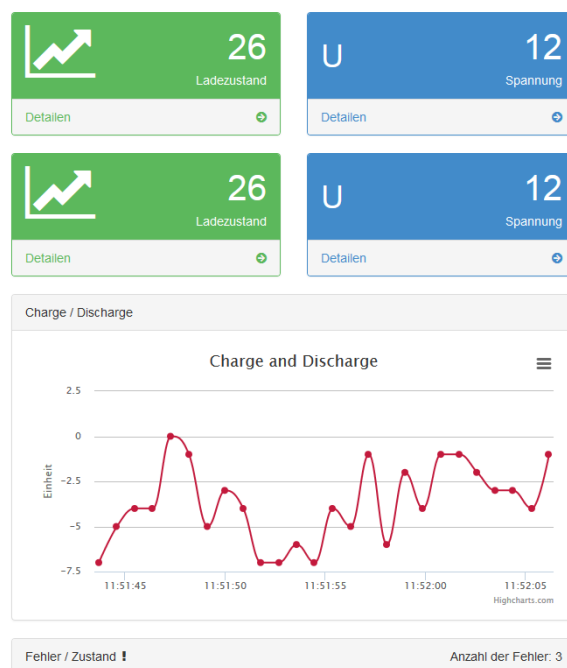 26
Ladezustand
Detailen
U
12
Spannung
Detailen
26
Ladezustand
Detailen
U
12
Spannung
Detailen
Charge / Discharge
Charge and Discharge
Einheit
2.5
0
−2.5
−5
−7.5
11:51:45 11:51:50 11:51:55 11:52:00 11:52:05
Highcharts.com
Fehler / Zustand ! Anzahl der Fehler: 3